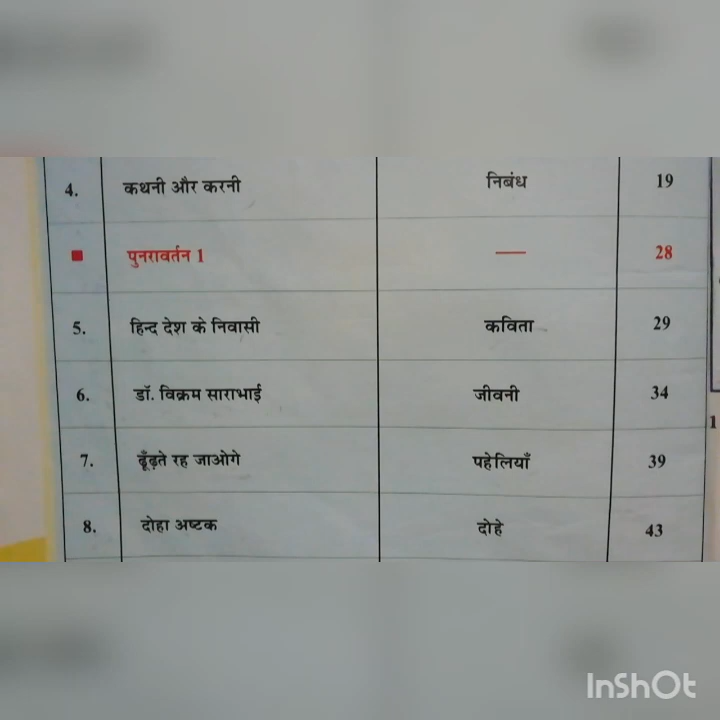 4. कथनी और करनी निबंध 19
■ पुनरावर्तन 1 — 28
5. हिन्द देश के निवासी कविता 29
6. डॉ. विक्रम साराभाई जीवनी 34
7. ढूँढ़ते रह जाओगे पहेलियाँ 39
8. दोहा अष्टक दोहे 43
1
InShOt